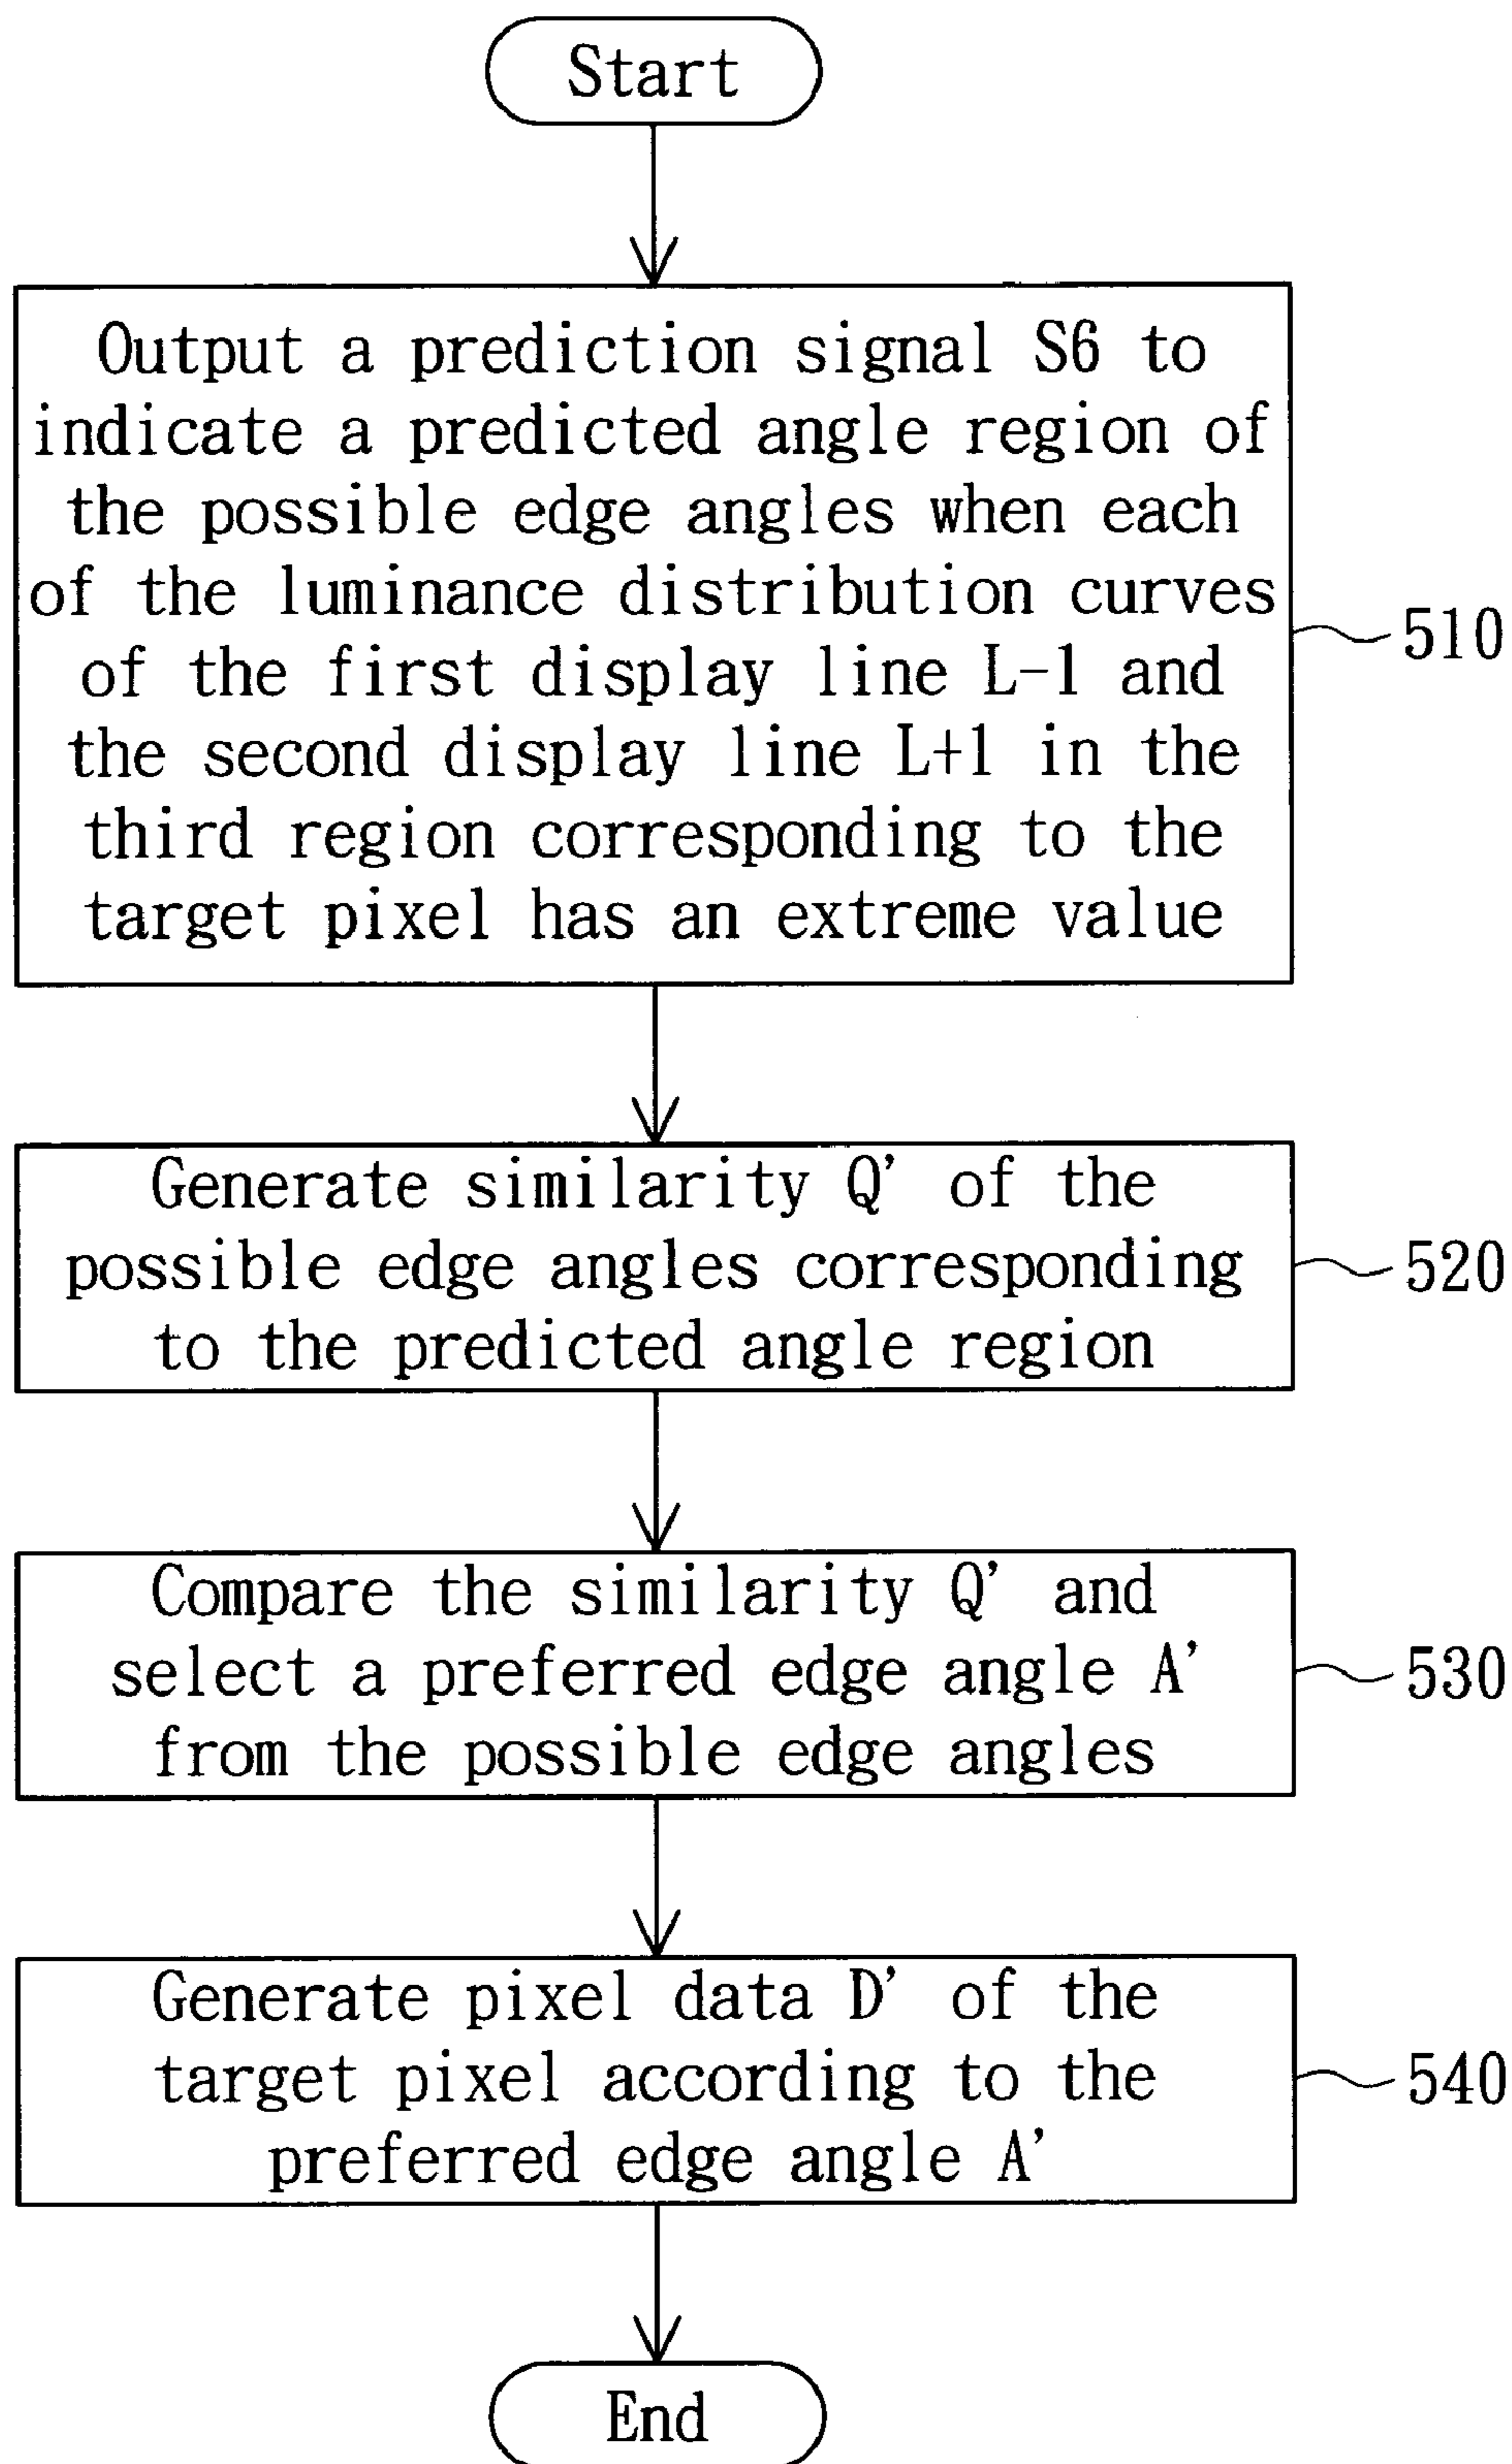 Start
Output a prediction signal S6 to
indicate a predicted angle region of
the possible edge angles when each
of the luminance distribution curves
of the first display line L-1 and
the second display line L+1 in the
third region corresponding to the
target pixel has an extreme value
510
Generate similarity Q' of the
possible edge angles corresponding
to the predicted angle region
520
Compare the similarity Q' and
select a preferred edge angle A'
from the possible edge angles
530
Generate pixel data D' of the
target pixel according to the
preferred edge angle A'
540
End